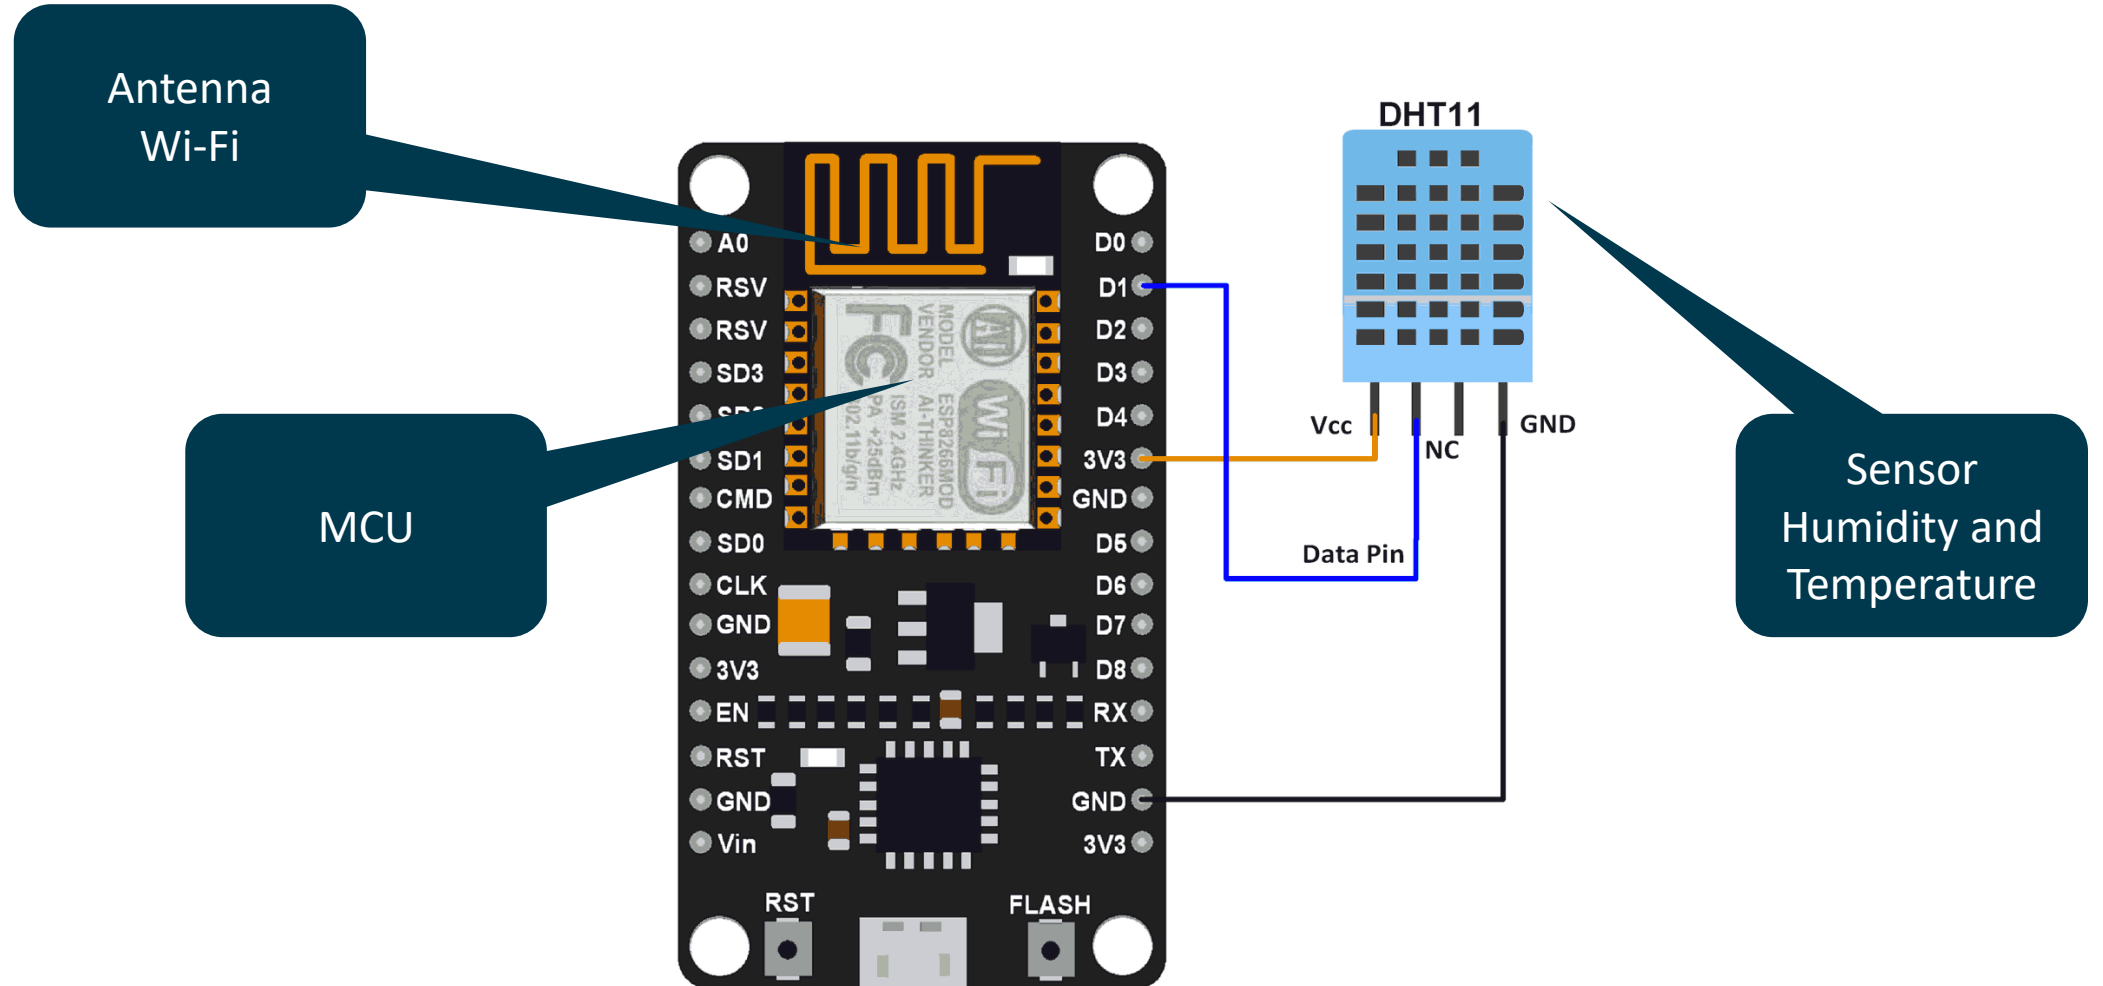 Antenna
Wi-Fi
MCU
DHT11
Sensor
Humidity and
Temperature
Vcc
NC
GND
Data Pin
A0
RSV
RSV
SD3
SD1
CMD
SD0
CLK
GND
3V3
EN
RST
GND
Vin
D0
D1
D2
D3
D4
3V3
GND
D5
D6
D7
D8
RX
TX
GND
3V3
RST
FLASH
MODEL ESP8266MOD
VENDOR AI-THINKER
ISM 2.4GHz
PA +25dBm
802.11b/g/n
FC
Wi Fi